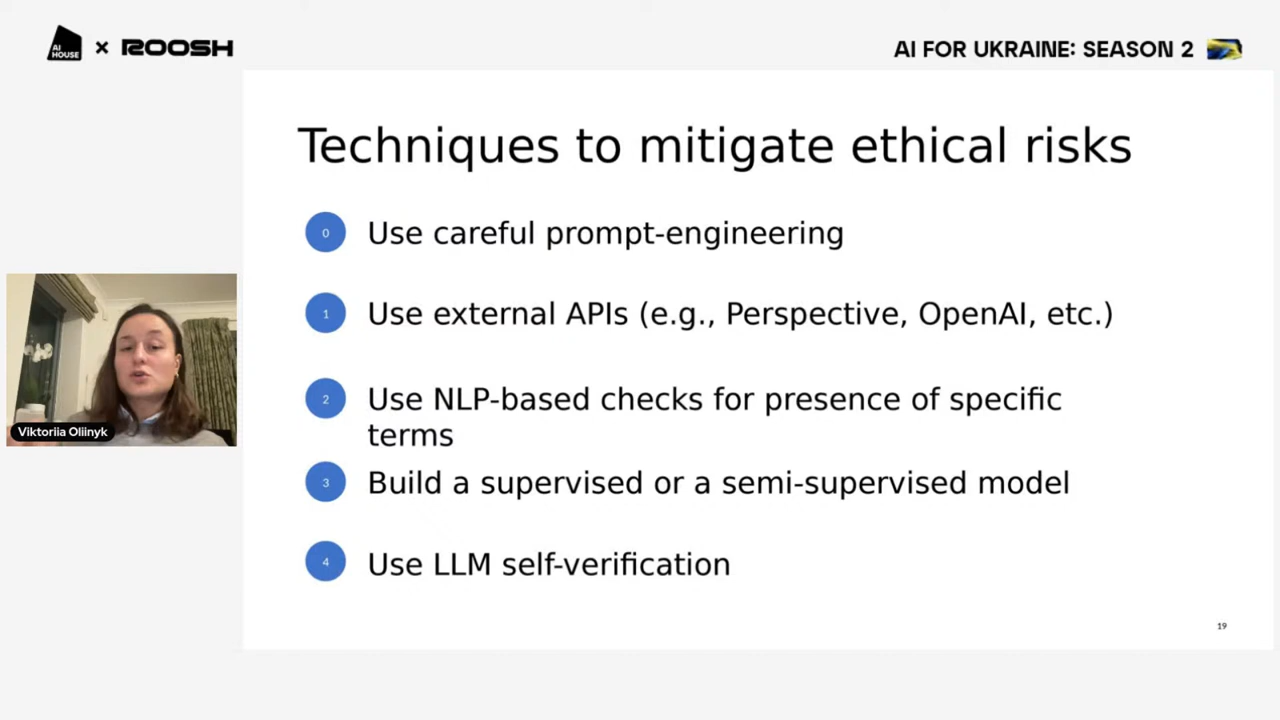 AI
HOUSE
ROOSH
AI FOR UKRAINE: SEASON 2
Techniques to mitigate ethical risks
0 Use careful prompt-engineering
1 Use external APIs (e.g., Perspective, OpenAI, etc.)
2 Use NLP-based checks for presence of specific
terms
3 Build a supervised or a semi-supervised model
4 Use LLM self-verification
Viktoriia Oliinyk
19